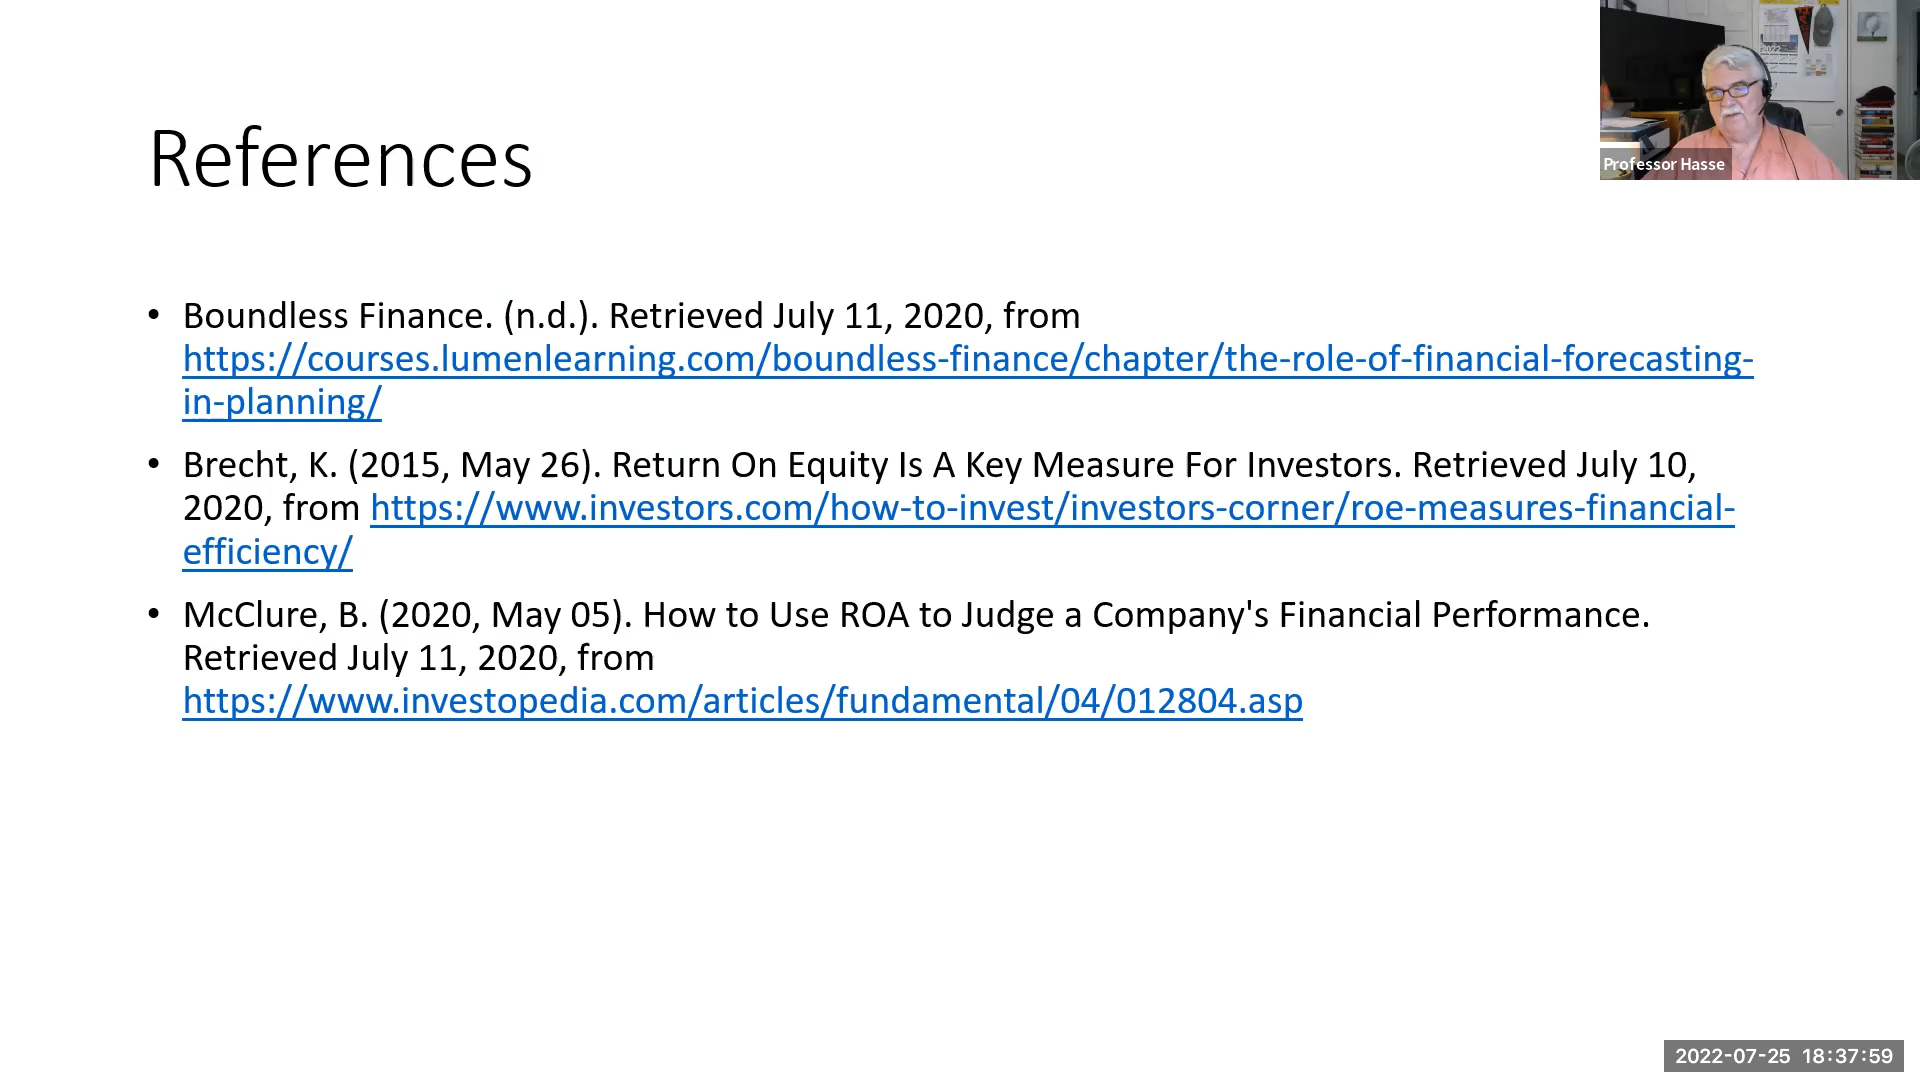 References
• Boundless Finance. (n.d.). Retrieved July 11, 2020, from
https://courses.lumenlearning.com/boundless-finance/chapter/the-role-of-financial-forecasting-
in-planning/
• Brecht, K. (2015, May 26). Return On Equity Is A Key Measure For Investors. Retrieved July 10,
2020, from https://www.investors.com/how-to-invest/investors-corner/roe-measures-financial-
efficiency/
• McClure, B. (2020, May 05). How to Use ROA to Judge a Company's Financial Performance.
Retrieved July 11, 2020, from
https://www.investopedia.com/articles/fundamental/04/012804.asp
2022
Professor Hasse
2022-07-25 18:37:59